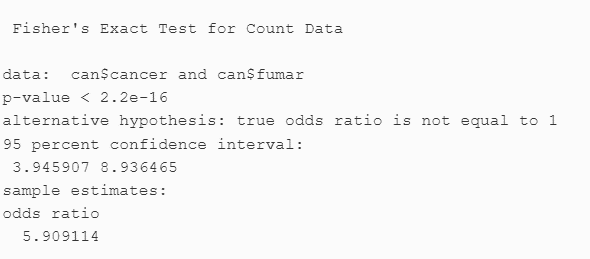 Fisher's Exact Test for Count Data
data:  can$cancer and can$fumar
p-value < 2.2e-16
alternative hypothesis: true odds ratio is not equal to 1
95 percent confidence interval:
 3.945907 8.936465
sample estimates:
odds ratio
  5.909114